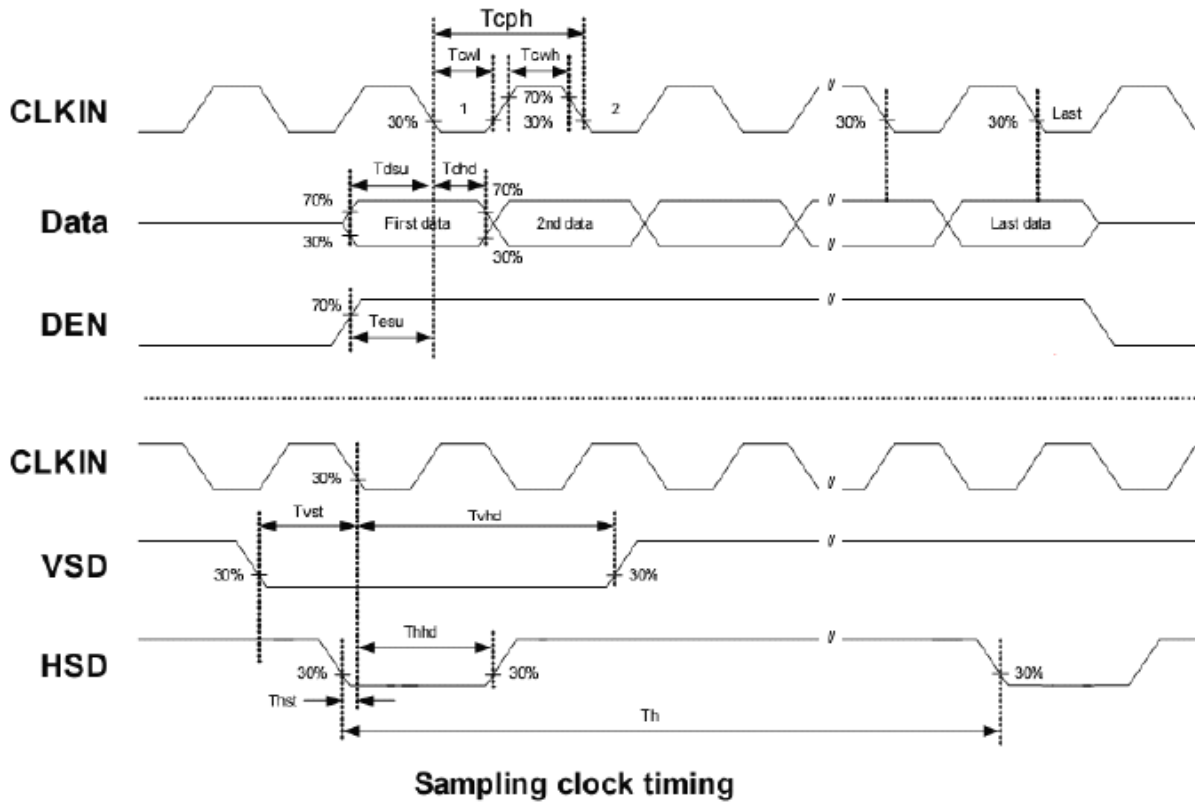 Tcph
Tcwl Tcwh
CLKIN 30% 1 70% 30% 2 30% 30% Last
Tdsu Tdhd
70% 70%
Data First data 2nd data Last data
30% 30%
70%
DEN Tesu
CLKIN 30%
Tvst Tvhd
VSD 30% 30%
HSD Thhd
30% 30% 30%
Thst
Th
Sampling clock timing